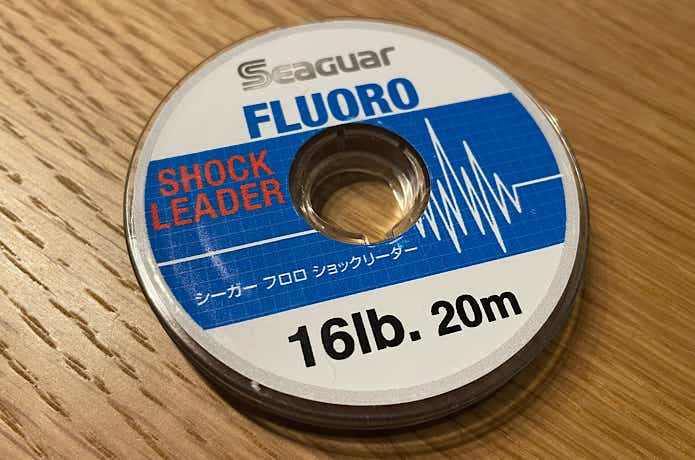 Seaguar
FLUORO
SHOCK
LEADER
シーガー フロロ ショックリーダー
16lb. 20m